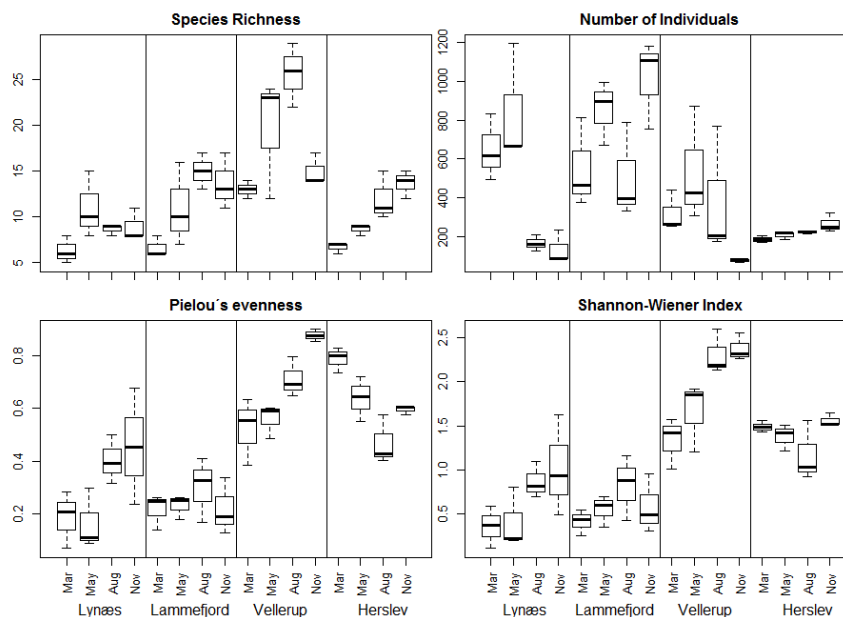 Species Richness
Number of Individuals
25
20
15
10
5
1200
1000
800
600
400
200
Pielou´s evenness
Shannon-Wiener Index
0.8
0.6
0.4
0.2
2.5
2.0
1.5
1.0
0.5
Mar May Aug Nov Mar May Aug Nov Mar May Aug Nov Mar May Aug Nov
Lynæs Lammefjord Vellerup Herslev
Mar May Aug Nov Mar May Aug Nov Mar May Aug Nov Mar May Aug Nov
Lynæs Lammefjord Vellerup Herslev